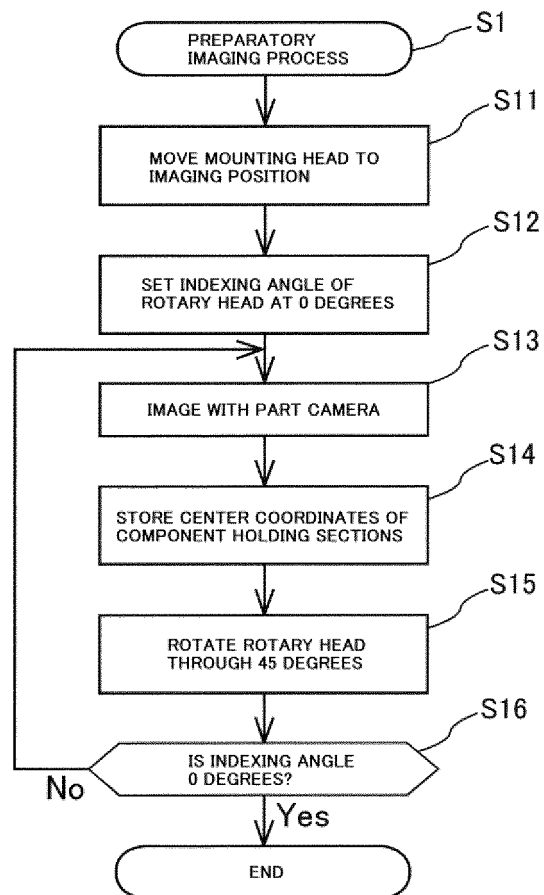 PREPARATORY
IMAGING PROCESS
S1
MOVE MOUNTING HEAD TO
IMAGING POSITION
S11
SET INDEXING ANGLE OF
ROTARY HEAD AT 0 DEGREES
S12
IMAGE WITH PART CAMERA
S13
STORE CENTER COORDINATES OF
COMPONENT HOLDING SECTIONS
S14
ROTATE ROTARY HEAD
THROUGH 45 DEGREES
S15
IS INDEXING ANGLE
0 DEGREES?
S16
No
Yes
END